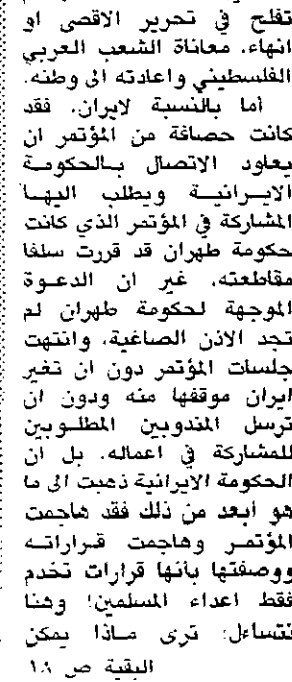 تفلح في تحرير الاقصى او
انهاء، معاناة الشعب العربي
الفلسطيني واعادته الى وطنه.
أما بالنسبة لايران، فقد
كانت حصافة من المؤتمر ان
يعاود الاتصال بالحكومة
الايرانية ويطلب اليها
المشاركة في المؤتمر الذي كانت
حكومة طهران قد قررت سلفا
مقاطعته، غير ان الدعوة
الموجهة لحكومة طهران لم
تجد الاذن الصاغية، وانتهت
جلسات المؤتمر دون ان تغير
ايران موقفها منه ودون ان
ترسل المندوبين المطلوبين
للمشاركة في اعماله، بل ان
الحكومة الايرانية ذهبت الى ما
هو أبعد من ذلك فقد هاجمت
المؤتمر وهاجمت قراراته
ووصفتها بأنها قرارات تخدم
فقط اعداء المسلمين! وهنا
نتساءل: ترى ماذا يمكن
البقية ص ١٨